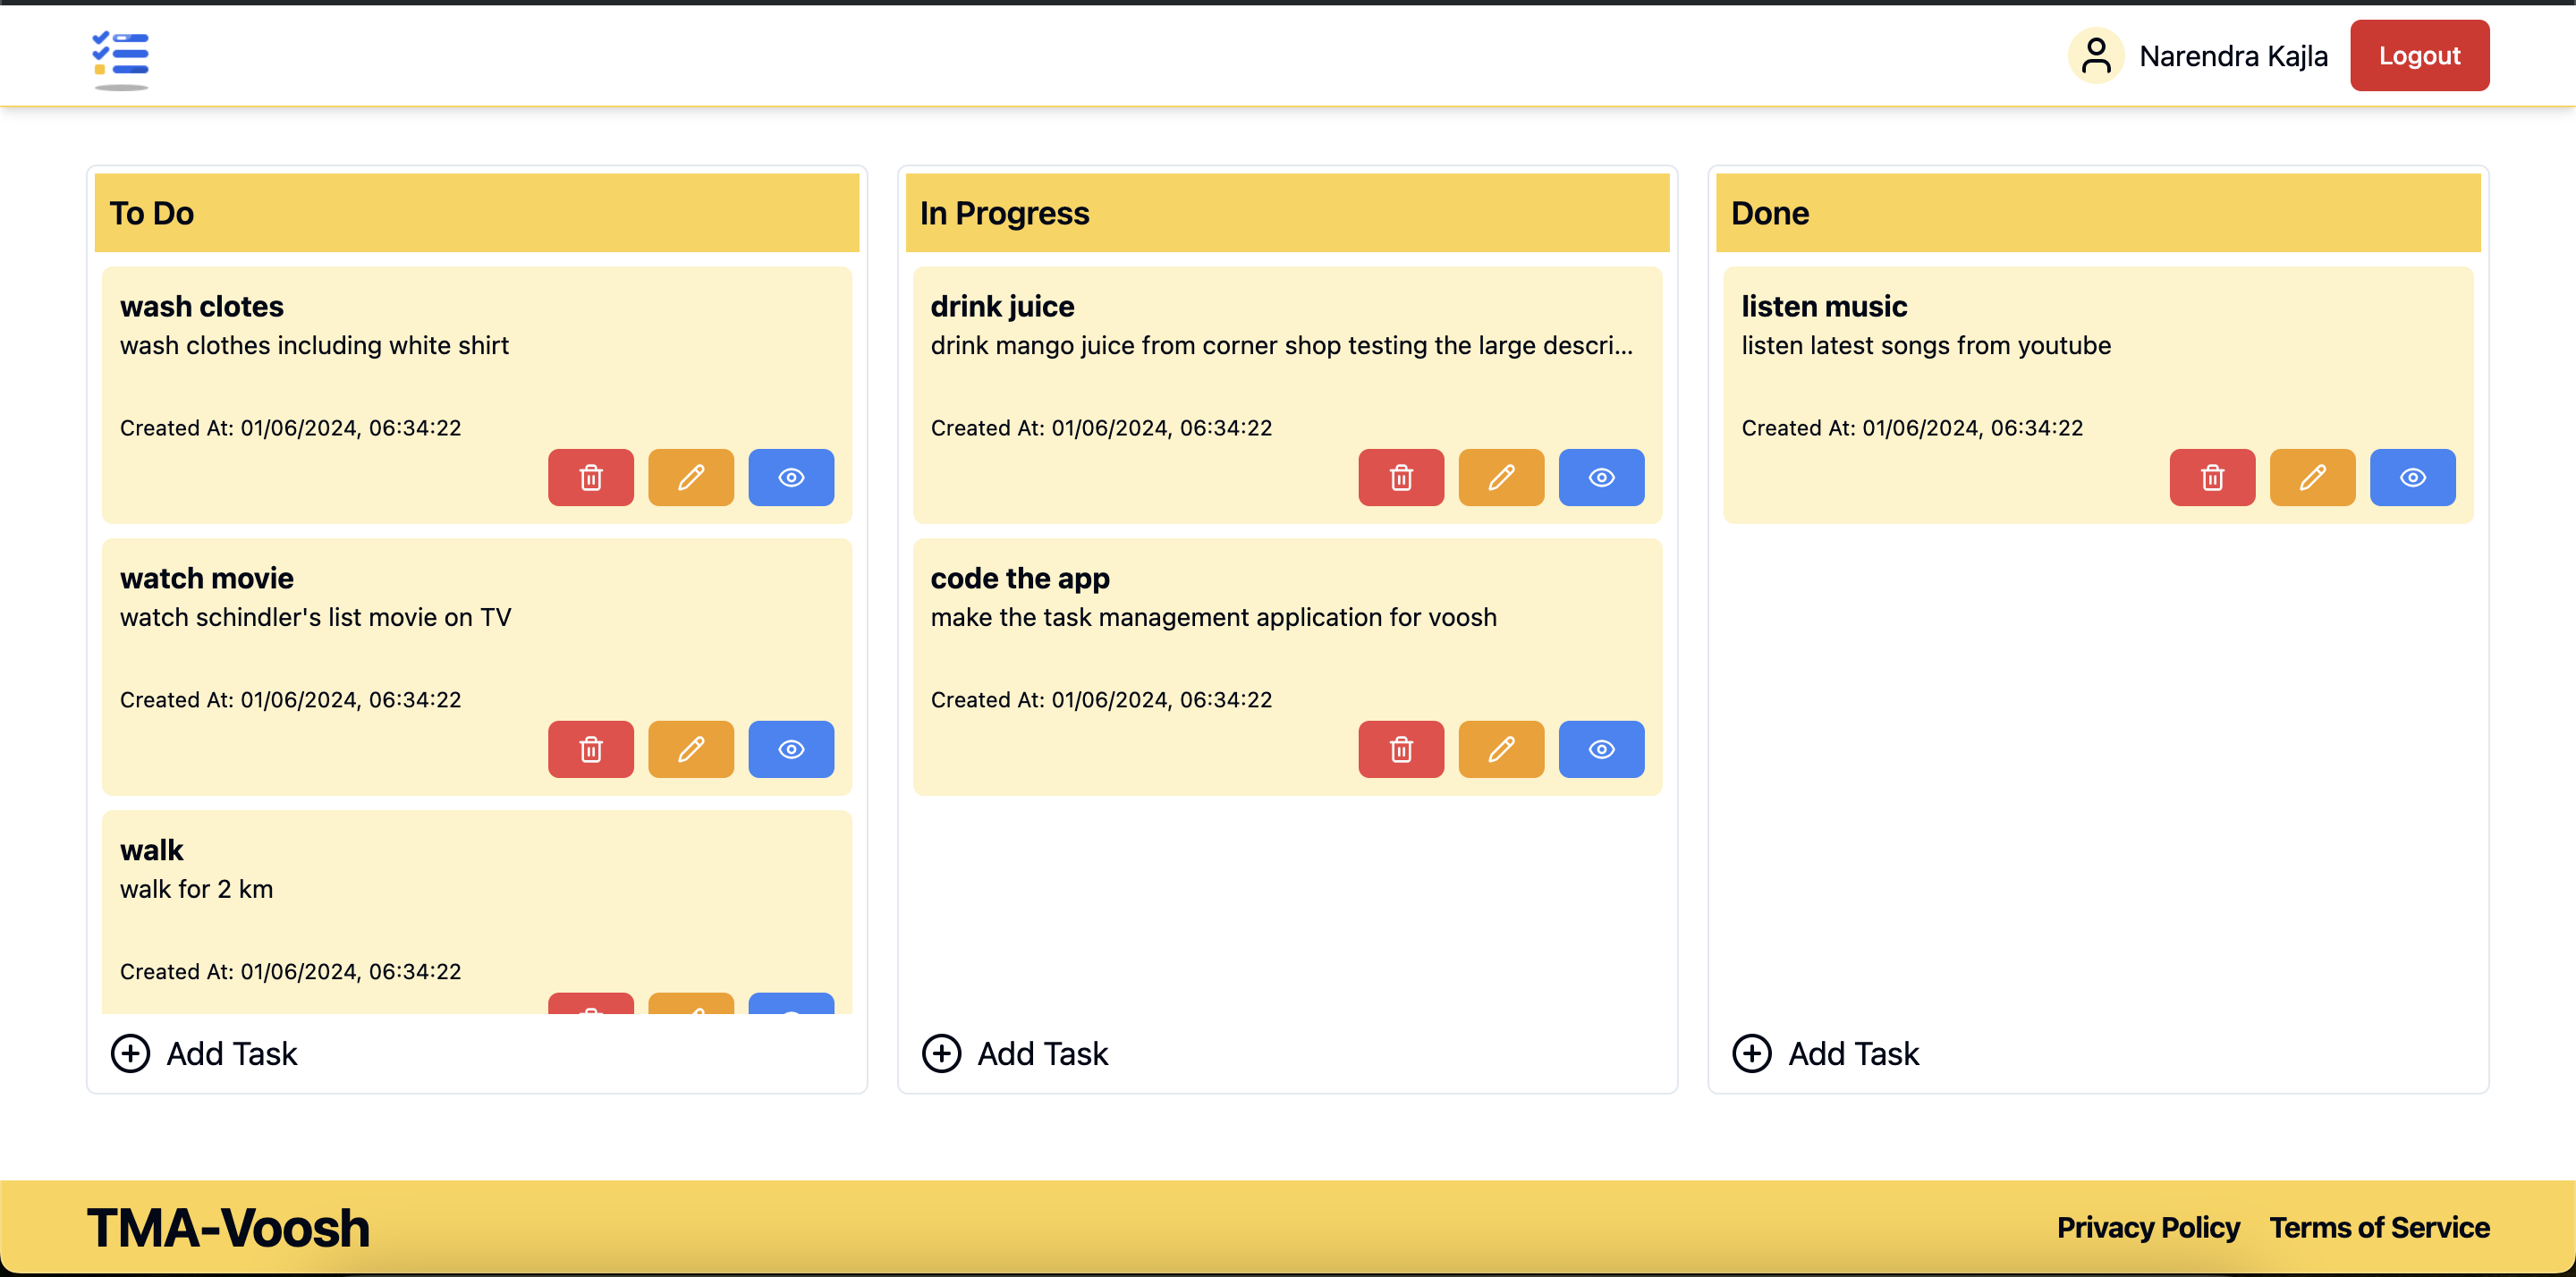 Narendra Kajla
Logout
To Do
wash clotes
wash clothes including white shirt
Created At: 01/06/2024, 06:34:22
watch movie
watch schindler's list movie on TV
Created At: 01/06/2024, 06:34:22
walk
walk for 2 km
Created At: 01/06/2024, 06:34:22
Add Task
In Progress
drink juice
drink mango juice from corner shop testing the large descri...
Created At: 01/06/2024, 06:34:22
code the app
make the task management application for voosh
Created At: 01/06/2024, 06:34:22
Add Task
Done
listen music
listen latest songs from youtube
Created At: 01/06/2024, 06:34:22
Add Task
TMA-Voosh
Privacy Policy
Terms of Service